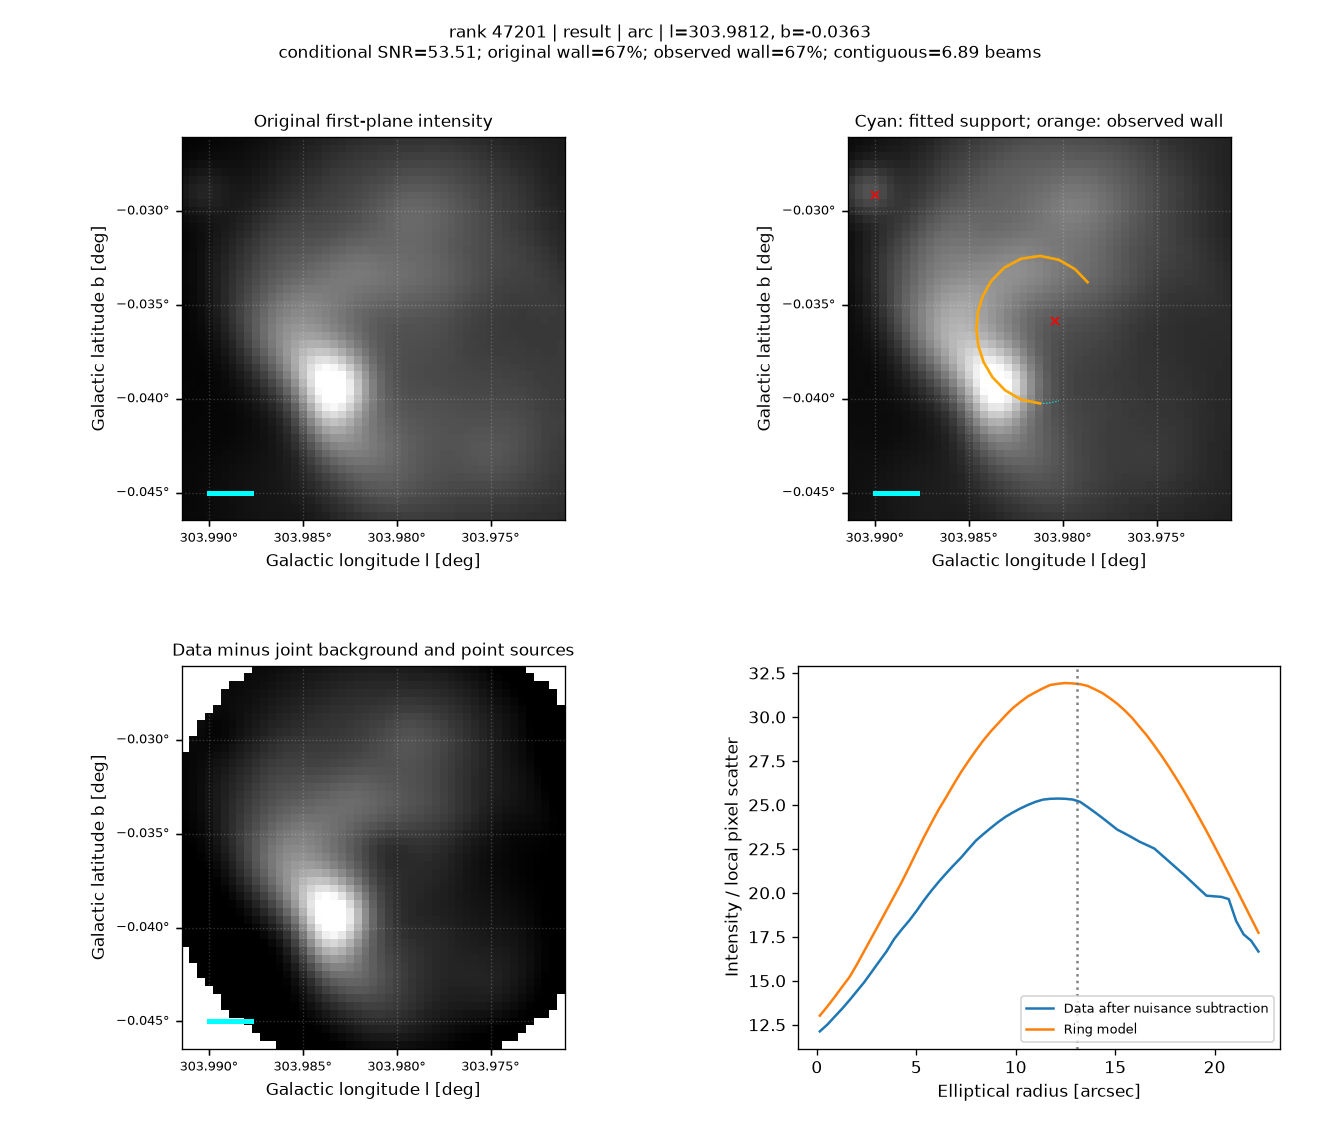 rank 47201 | result | arc | l=303.9812, b=-0.0363
conditional SNR=53.51; original wall=67%; observed wall=67%; contiguous=6.89 beams
Original first-plane intensity
Galactic latitude b [deg]
−0.030°
−0.035°
−0.040°
−0.045°
303.990°
303.985°
303.980°
303.975°
Galactic longitude l [deg]
Cyan: fitted support; orange: observed wall
Galactic latitude b [deg]
−0.030°
−0.035°
−0.040°
−0.045°
303.990°
303.985°
303.980°
303.975°
Galactic longitude l [deg]
Data minus joint background and point sources
Galactic latitude b [deg]
−0.030°
−0.035°
−0.040°
−0.045°
303.990°
303.985°
303.980°
303.975°
Galactic longitude l [deg]
Intensity / local pixel scatter
32.5
30.0
27.5
25.0
22.5
20.0
17.5
15.0
12.5
Data after nuisance subtraction
Ring model
0
5
10
15
20
Elliptical radius [arcsec]